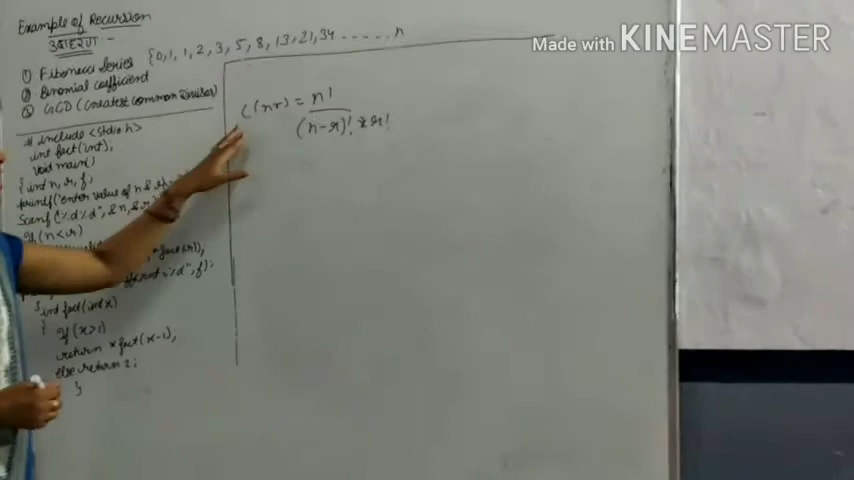 Example of Recursion
{0, 1, 1, 2, 3, 5, 8, 13, 21, 34 ...... n
① Fibonacci Series
② Binomial coefficient
③ GCD (Greatest Common Divisor)
# include <stdio.h>
int fact(int),
void main()
{ int n, r, f;
printf("enter value of n &
Scanf("%d%d", &n, &r
If (n<r)
*fact(r)),
%d", f);
}
int fact(int x)
{
If (x>1)
return x*fact(x-1);
else return 1;
}
C(nr) = n!
(n-r)! * r!
Made with KINEMASTER